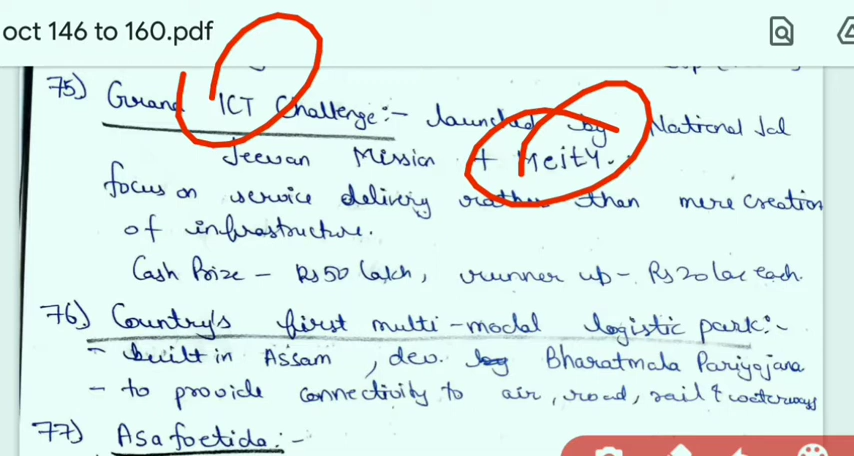 oct 146 to 160.pdf
75) Grand ICT Challenge:- launched by National Jal
Jeevan Mission + Meity.
focus on service delivery rather than mere creation
of infrastructure.
Cash Prize - Rs 50 lakh, runner up - Rs 20 lac each.
76) Country's first multi-modal logistic park:-
- built in Assam, dev. by Bharatmala Pariyojana
- to provide connectivity to air, road, rail & waterways
77) Asafoetida:-